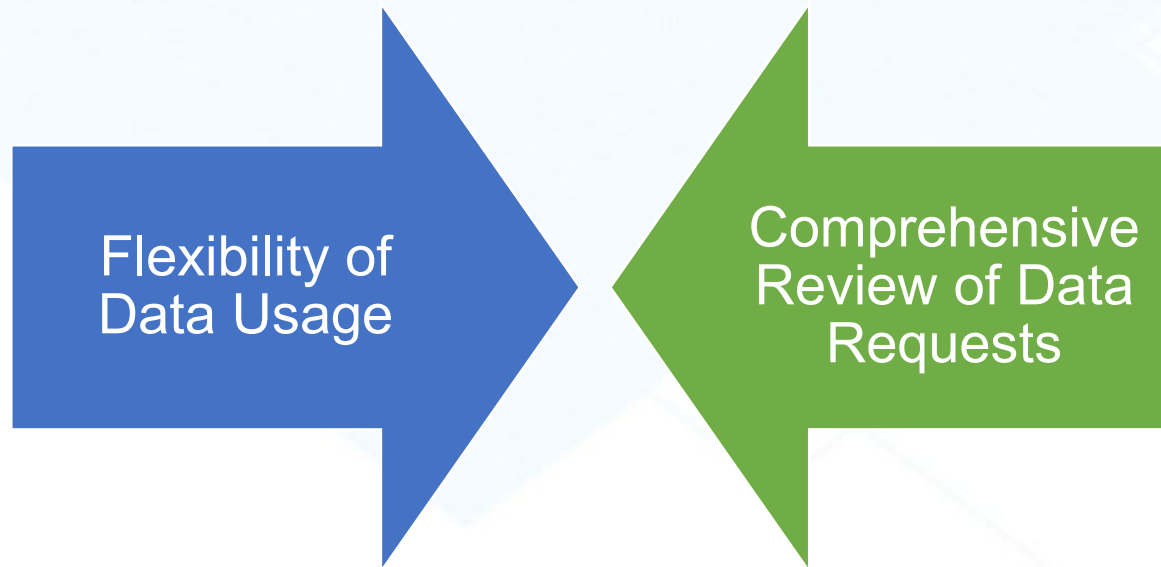 Flexibility of
Data Usage
Comprehensive
Review of Data
Requests